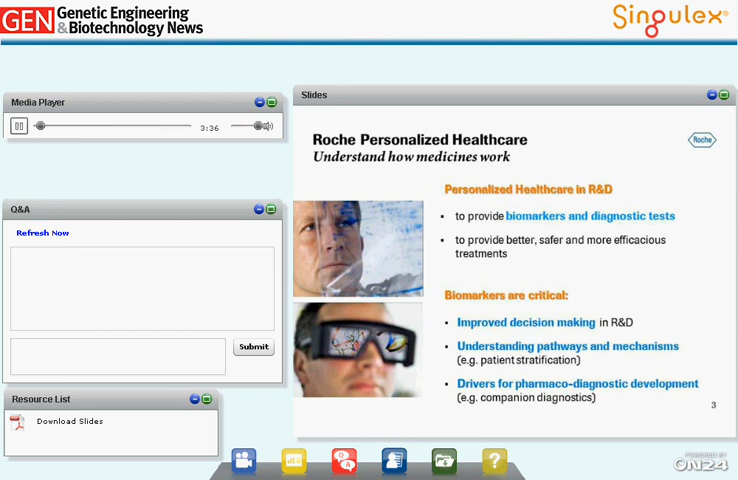 GEN Genetic Engineering
& Biotechnology News
Singulex®
Media Player
3:36
Slides
Roche Personalized Healthcare
Understand how medicines work
Roche
Personalized Healthcare in R&D
• to provide biomarkers and diagnostic tests
• to provide better, safer and more efficacious
treatments
Biomarkers are critical:
• Improved decision making in R&D
• Understanding pathways and mechanisms
(e.g. patient stratification)
• Drivers for pharmaco-diagnostic development
(e.g. companion diagnostics)
3
Q&A
Refresh Now
Submit
Resource List
Download Slides
Q
A
?
POWERED BY
ON24